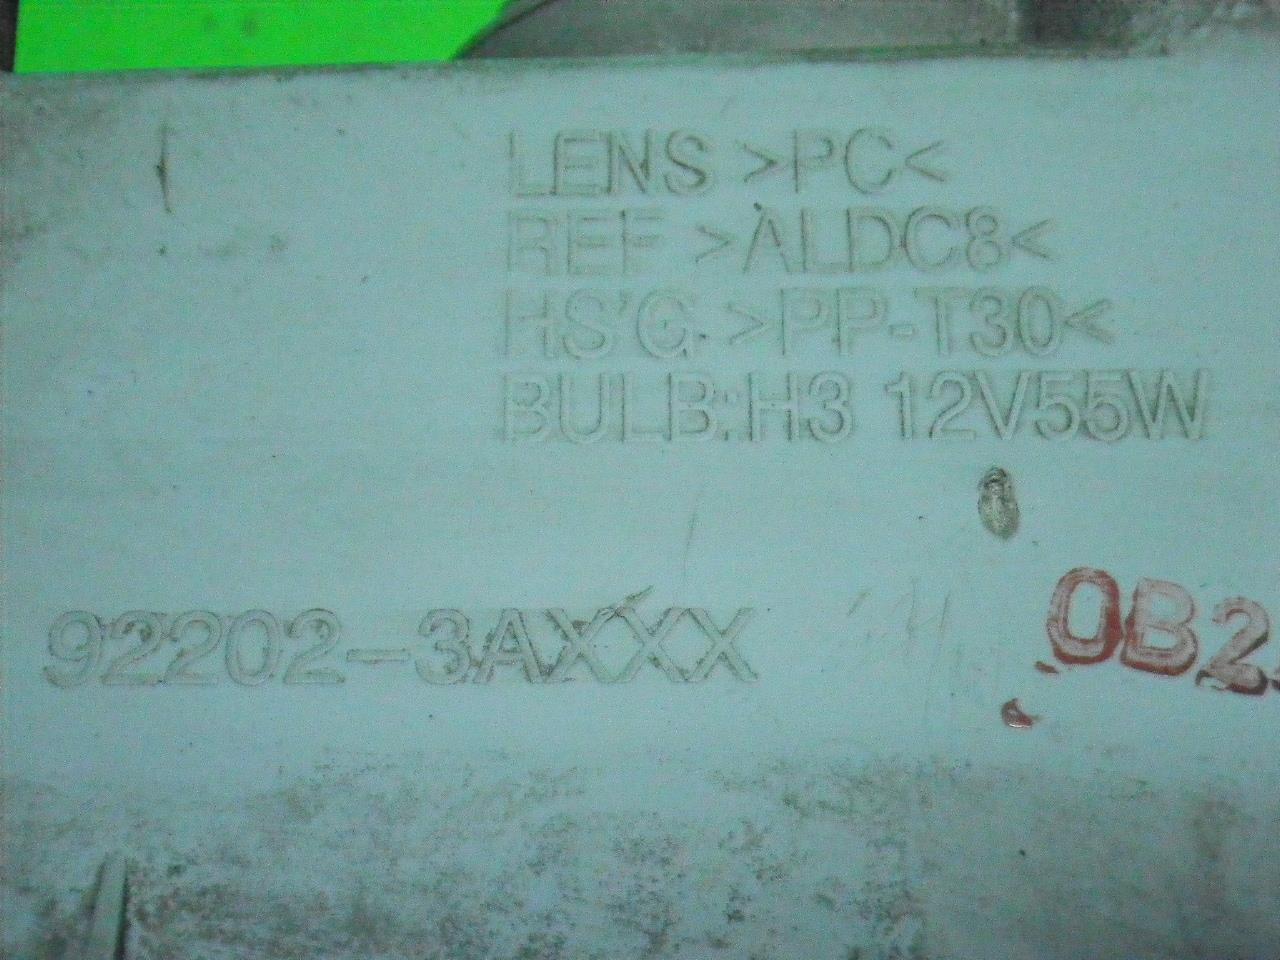 LENS >PC<
REF >ALDC8<
HS'G >PP-T30<
BULB:H3 12V55W
92202-3AXXX
0B2